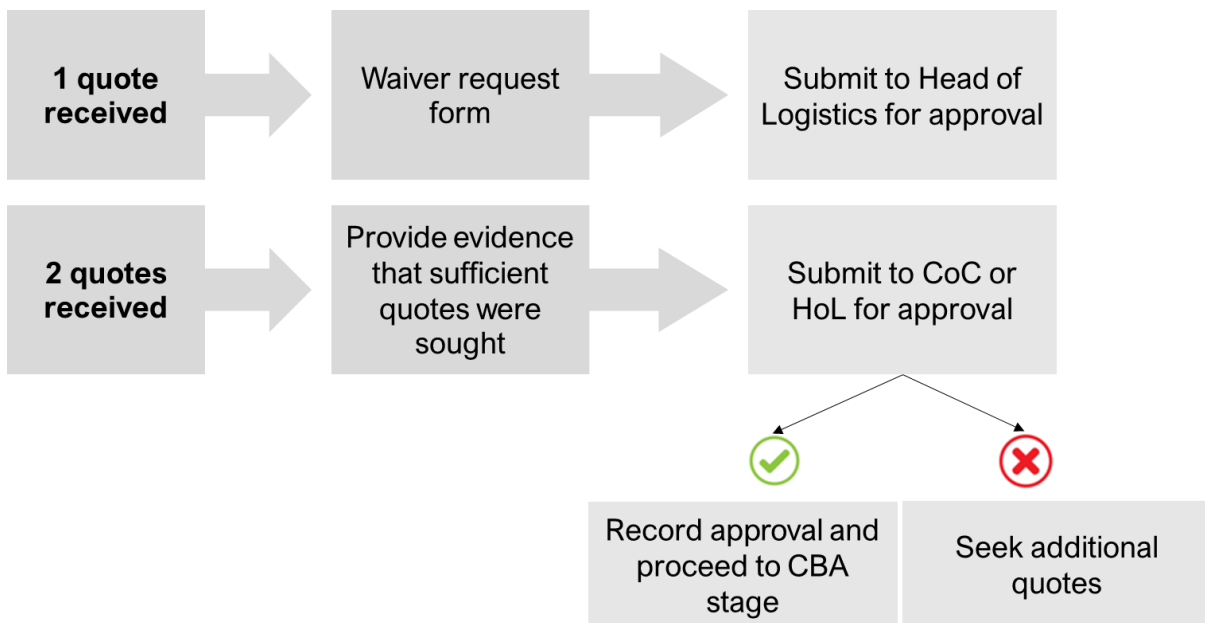 1 quote
received
Waiver request
form
Submit to Head of
Logistics for approval
2 quotes
received
Provide evidence
that sufficient
quotes were
sought
Submit to CoC or
HoL for approval
Record approval and
proceed to CBA
stage
Seek additional
quotes